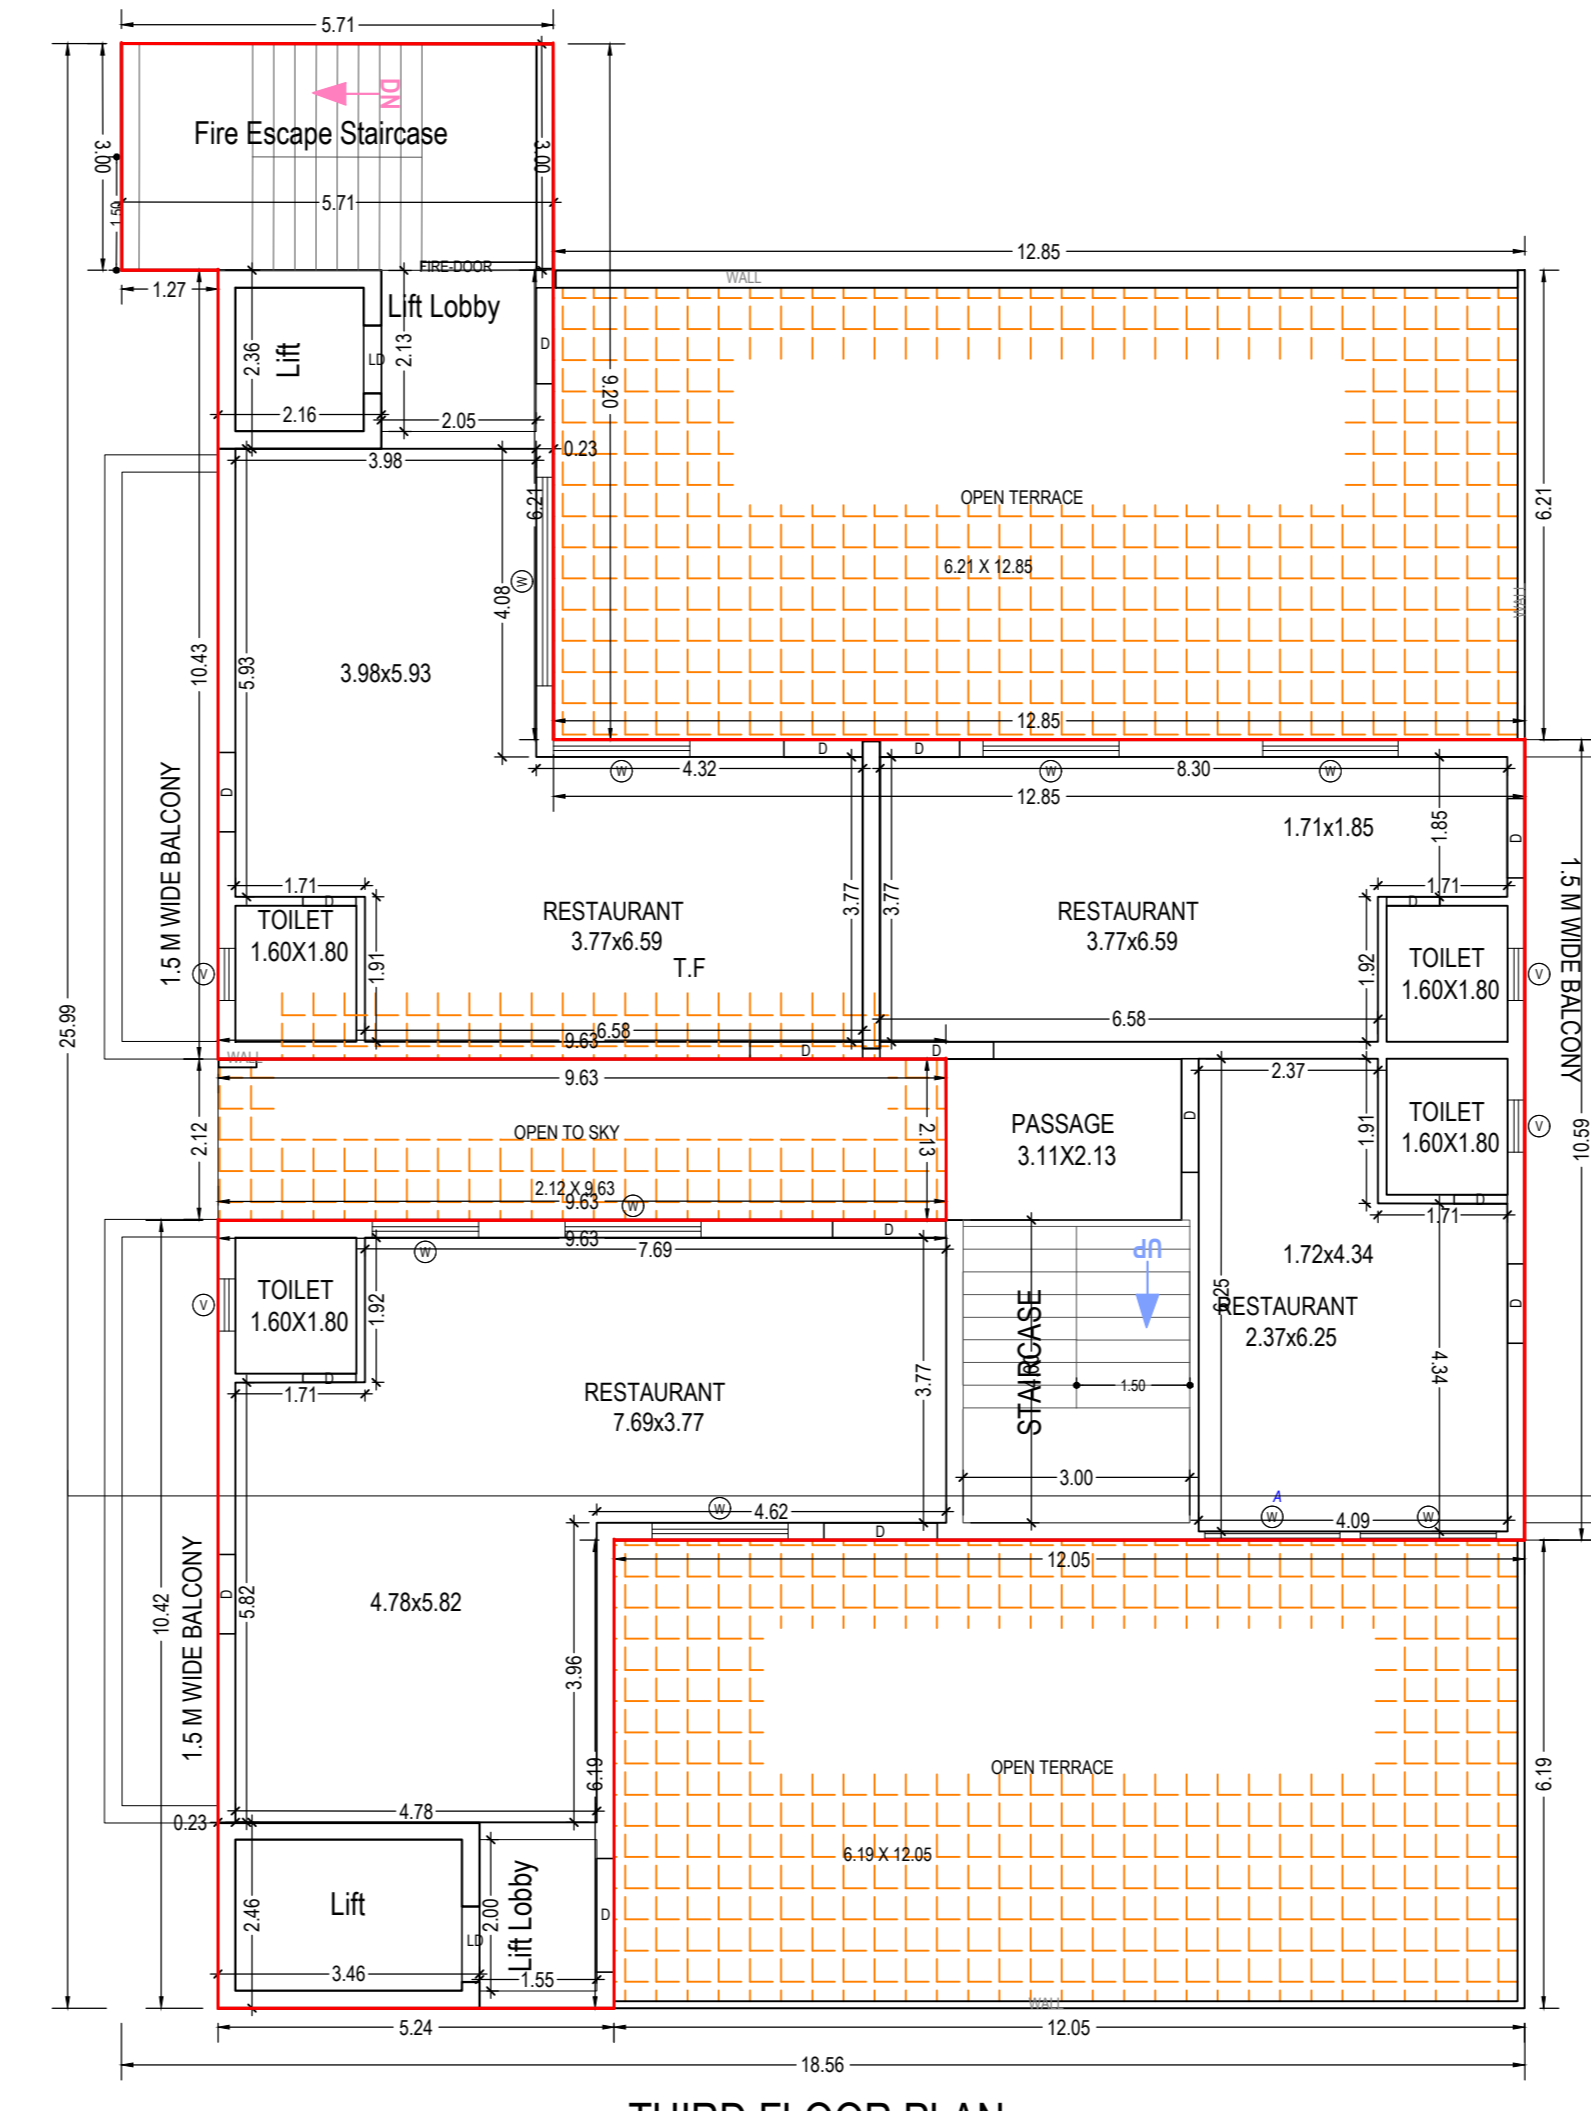 5.71
DN
Fire Escape Staircase
3.00
3.00
1.50
5.71
12.85
FIRE-DOOR
WALL
1.27
Lift Lobby
D
Lift
LD
2.36
2.13
9.20
2.16
2.05
0.23
3.98
OPEN TERRACE
6.21
6.21
6.21 X 12.85
W
4.08
WALL
10.43
5.93
3.98x5.93
12.85
D
D
W
4.32
W
8.30
W
12.85
D
1.5 M WIDE BALCONY
1.71x1.85
1.85
D
1.71
D
3.77
3.77
1.71
D
TOILET
1.60X1.80
RESTAURANT
3.77x6.59
T.F
RESTAURANT
3.77x6.59
1.91
1.92
TOILET
1.60X1.80
V
V
1.5 M WIDE BALCONY
25.99
6.58
6.58
9.63
D
D
WALL
9.63
2.37
2.12
OPEN TO SKY
2.13
PASSAGE
3.11X2.13
D
1.91
TOILET
1.60X1.80
V
10.59
2.12 X 9.63
9.63
W
D
1.71
9.63
W
7.69
D
UP
1.72x4.34
TOILET
1.60X1.80
V
1.92
6.25
RESTAURANT
2.37x6.25
D
STAIRCASE
D
1.71
RESTAURANT
7.69x3.77
3.77
1.50
4.34
3.00
A
W
4.62
D
W
4.09
W
12.05
1.5 M WIDE BALCONY
10.42
D
5.82
4.78x5.82
3.96
6.19
OPEN TERRACE
6.19
0.23
4.78
6.19 X 12.05
Lift
2.46
2.00
Lift Lobby
D
LD
3.46
1.55
WALL
5.24
12.05
18.56
THIRD FLOOR PLAN